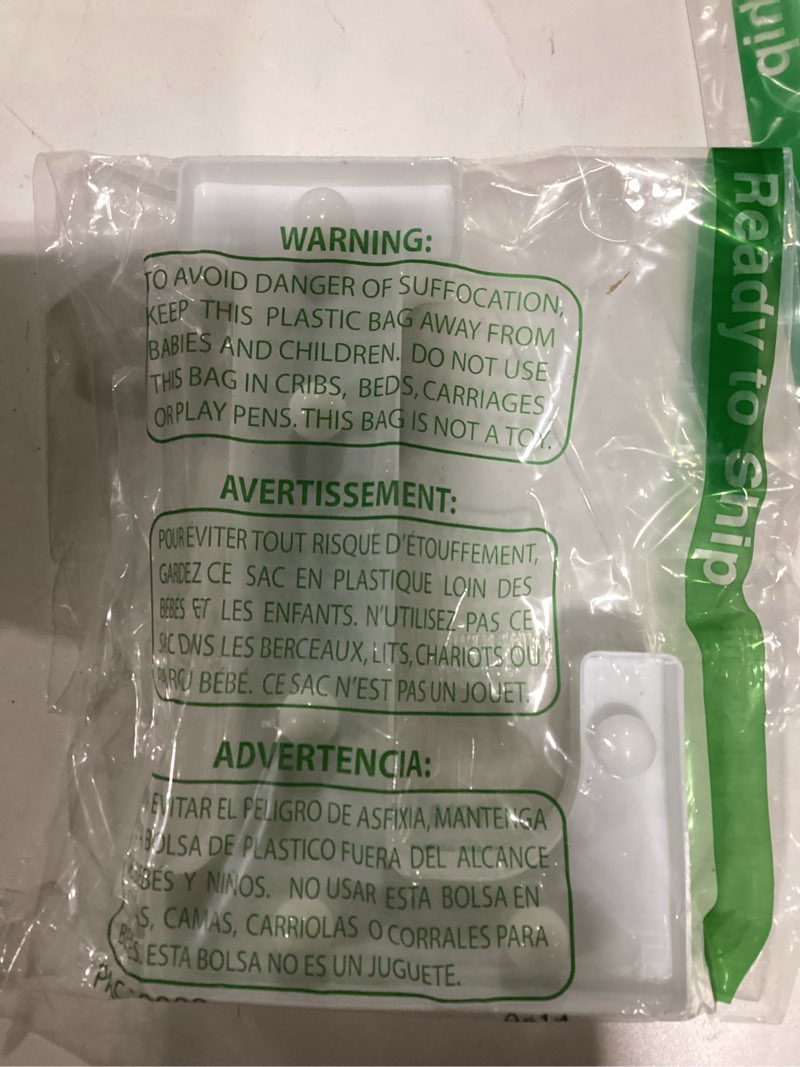 WARNING:
TO AVOID DANGER OF SUFFOCATION,
KEEP THIS PLASTIC BAG AWAY FROM
BABIES AND CHILDREN. DO NOT USE
THIS BAG IN CRIBS, BEDS, CARRIAGES
OR PLAY PENS. THIS BAG IS NOT A TOY.
AVERTISSEMENT:
POUR EVITER TOUT RISQUE D'ÉTOUFFEMENT,
GARDEZ CE SAC EN PLASTIQUE LOIN DES
BÉBÉS ET LES ENFANTS. N'UTILISEZ-PAS CE
SAC DANS LES BERCEAUX, LITS, CHARIOTS OU
BÉBÉ. CE SAC N'EST PAS UN JOUET.
ADVERTENCIA:
EVITAR EL PELIGRO DE ASFIXIA, MANTENGA
BOLSA DE PLASTICO FUERA DEL ALCANCE
Y NINOS. NO USAR ESTA BOLSA EN
CAMAS, CARRIOLAS O CORRALES PARA
ESTA BOLSA NO ES UN JUGUETE.
Ready to Ship